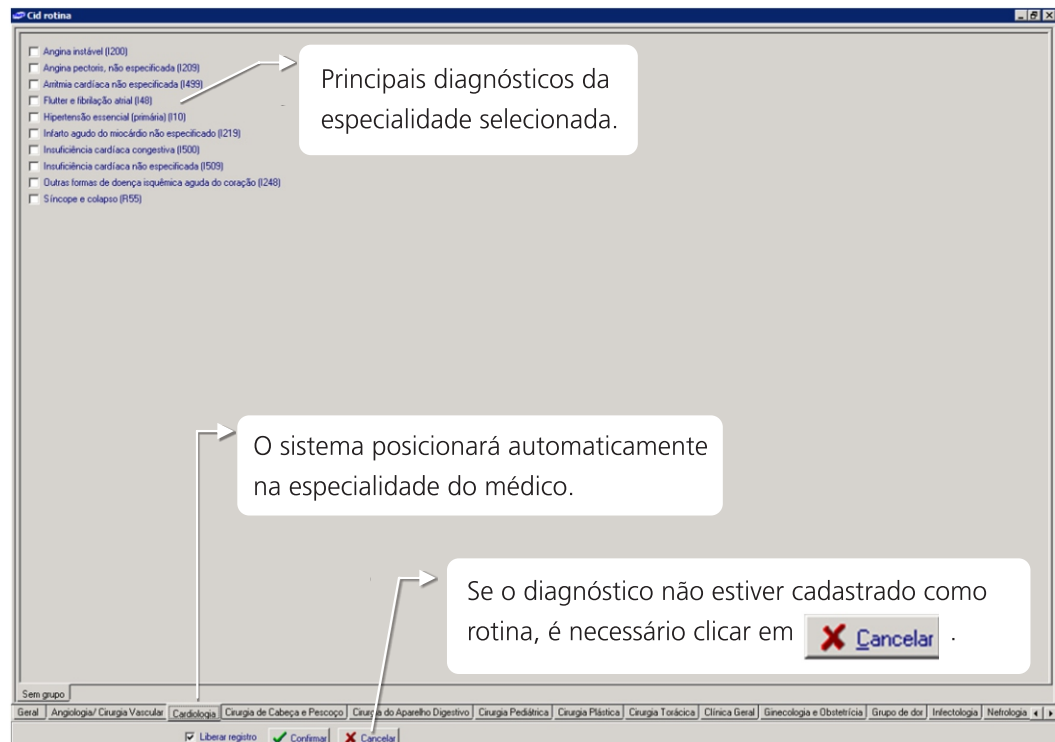 Cid rotina
Angina instável (I200)
Angina pectoris, não especificada (I209)
Arritmia cardíaca não especificada (I499)
Flutter e fibrilação atrial (I48)
Hipertensão essencial (primária) (I10)
Infarto agudo do miocárdio não especificado (I219)
Insuficiência cardíaca congestiva (I500)
Insuficiência cardíaca não especificada (I509)
Outras formas de doença isquêmica aguda do coração (I248)
Síncope e colapso (R55)
Principais diagnósticos da
especialidade selecionada.
O sistema posicionará automaticamente
na especialidade do médico.
Se o diagnóstico não estiver cadastrado como
rotina, é necessário clicar em Cancelar .
Sem grupo
Geral Angiologia/ Cirurgia Vascular Cardiologia Cirurgia de Cabeça e Pescoço Cirurgia do Aparelho Digestivo Cirurgia Pediátrica Cirurgia Plástica Cirurgia Torácica Clínica Geral Ginecologia e Obstetrícia Grupo de dor Infectologia Nefrologia
Liberar registro Confirmar Cancelar